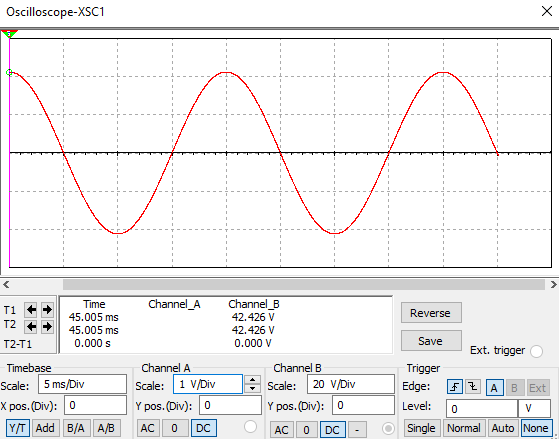 Oscilloscope-XSC1
Time Channel_A Channel_B
T1 45.005 ms 42.426 V
T2 45.005 ms 42.426 V
T2-T1 0.000 s 0.000 V
Reverse
Save
Ext. trigger
Timebase Channel A Channel B Trigger
Scale: 5 ms/Div Scale: 1 V/Div Scale: 20 V/Div Edge: A B Ext
X pos.(Div): 0 Y pos.(Div): 0 Y pos.(Div): 0 Level: 0 V
Y/T Add B/A A/B AC 0 DC AC 0 DC - Single Normal Auto None